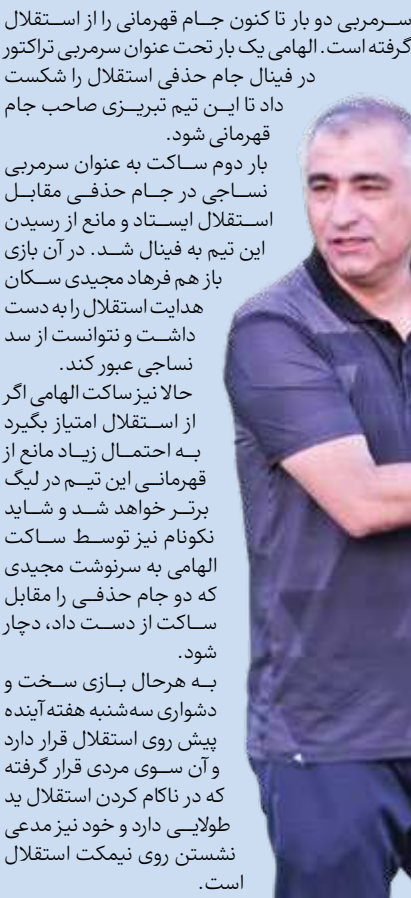 سرمربی دو بار تا کنون جام قهرمانی را از استقلال
گرفته است. الهامی یک بار تحت عنوان سرمربی تراکتور
در فینال جام حذفی استقلال را شکست
داد تا این تیم تبریزی صاحب جام
قهرمانی شود.
بار دوم ساکت به عنوان سرمربی
نساجی در جام حذفی مقابل
استقلال ایستاد و مانع از رسیدن
این تیم به فینال شد. در آن بازی
باز هم فرهاد مجیدی سکان
هدایت استقلال را به دست
داشت و نتوانست از سد
نساجی عبور کند.
حالا نیز ساکت الهامی اگر
از استقلال امتیاز بگیرد
به احتمال زیاد مانع از
قهرمانی این تیم در لیگ
برتر خواهد شد و شاید
نکونام نیز توسط ساکت
الهامی به سرنوشت مجیدی
که دو جام حذفی را مقابل
ساکت از دست داد، دچار
شود.
به هرحال بازی سخت و
دشواری سه‌شنبه هفته آینده
پیش روی استقلال قرار دارد
و آن سوی مردی قرار گرفته
که در ناکام کردن استقلال ید
طولایی دارد و خود نیز مدعی
نشستن روی نیمکت استقلال
است.